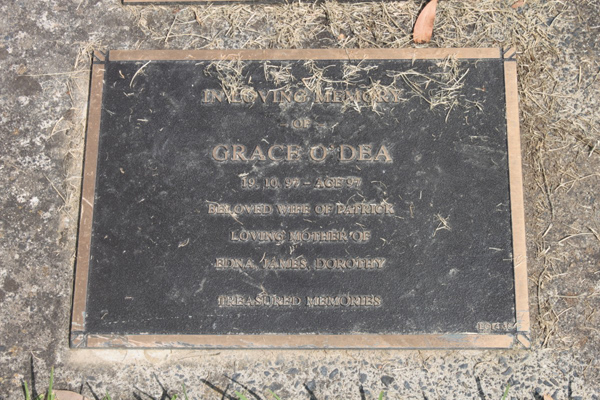 IN LOVING MEMORY
OF
GRACE O'DEA
19. 10. 97 - AGE 97
BELOVED WIFE OF PATRICK
LOVING MOTHER OF
EDNA, JAMES, DOROTHY
TREASURED MEMORIES